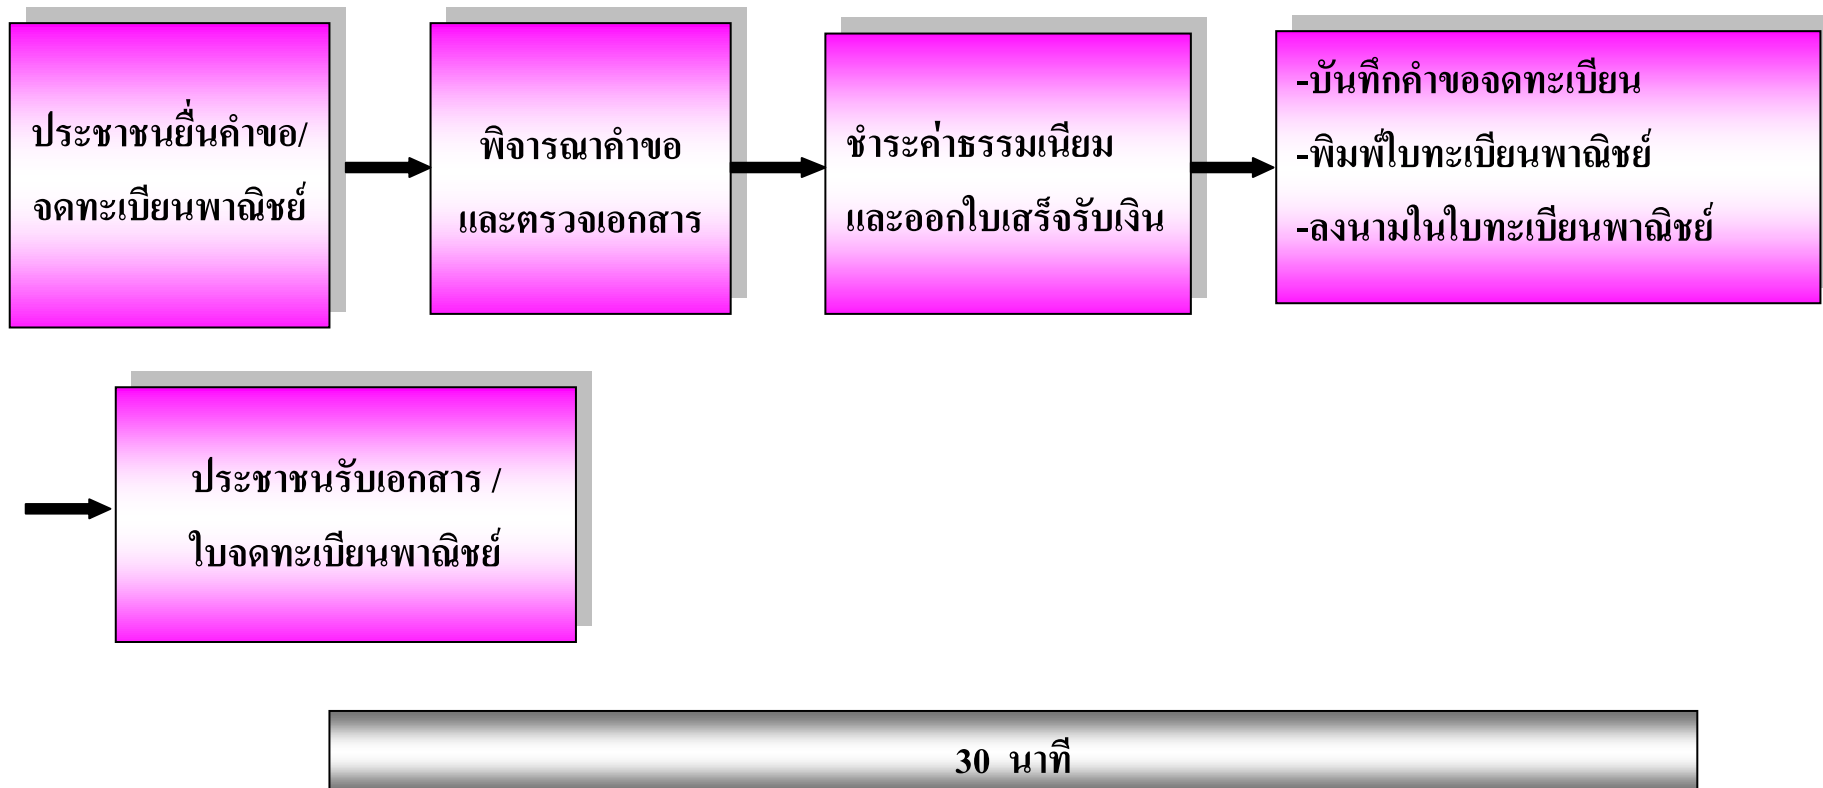 ประชาชนยื่นคำขอ/
จดทะเบียนพาณิชย์
พิจารณาคำขอ
และตรวจเอกสาร
ชำระค่าธรรมเนียม
และออกใบเสร็จรับเงิน
-บันทึกคำขอจดทะเบียน
-พิมพ์ใบทะเบียนพาณิชย์
-ลงนามในใบทะเบียนพาณิชย์
ประชาชนรับเอกสาร /
ใบจดทะเบียนพาณิชย์
30 นาที